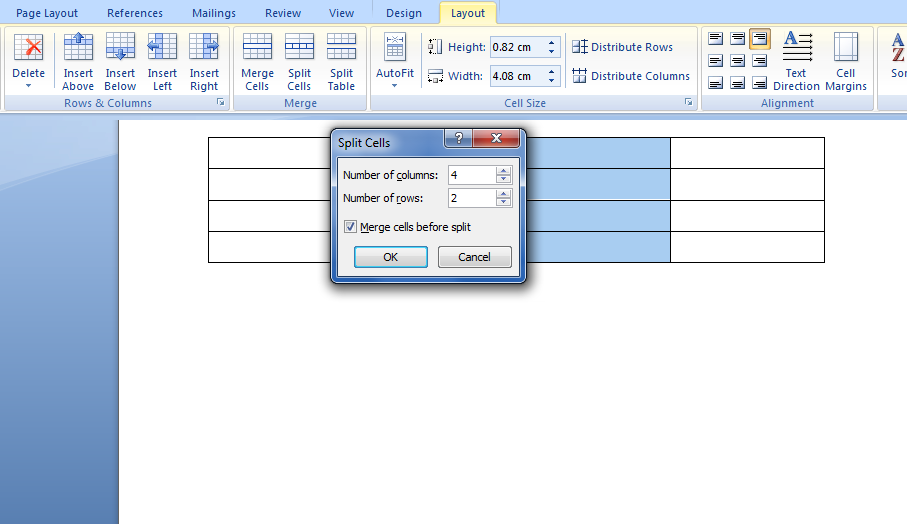 Page Layout References Mailings Review View Design Layout
Delete Insert Above Insert Below Insert Left Insert Right
Rows & Columns
Merge Cells Split Cells Split Table
Merge
AutoFit
Height: 0.82 cm Distribute Rows
Width: 4.08 cm Distribute Columns
Cell Size
Text Direction Cell Margins
Alignment
A
Z
Split Cells
Number of columns: 4
Number of rows: 2
Merge cells before split
OK Cancel